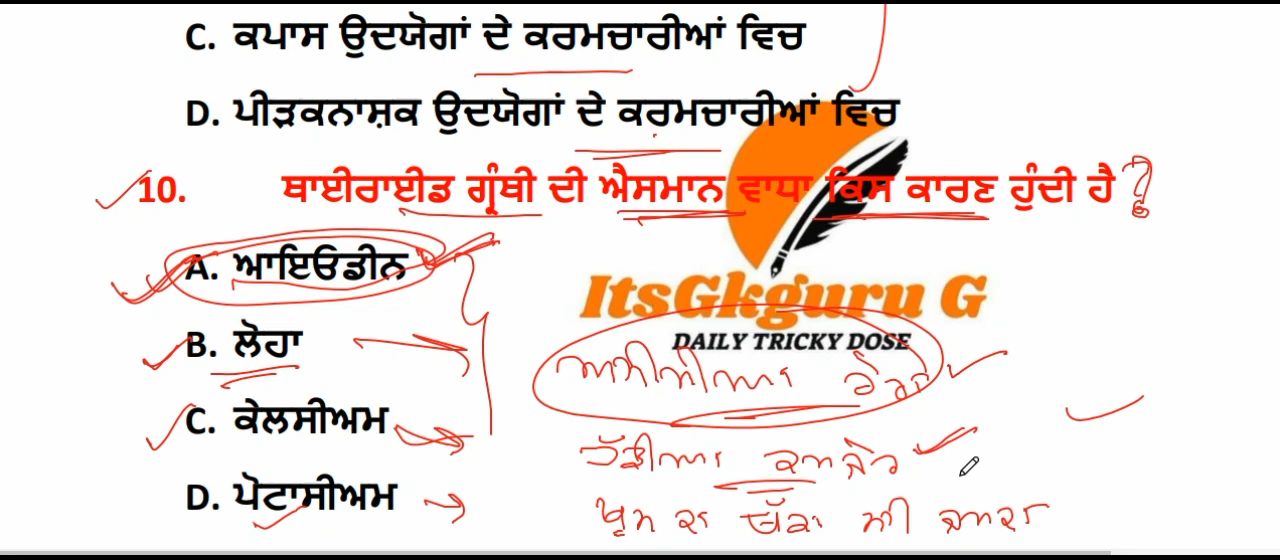 C. ਕਪਾਸ ਉਦਯੋਗਾਂ ਦੇ ਕਰਮਚਾਰੀਆਂ ਵਿਚ
D. ਪੀੜਕਨਾਸ਼ਕ ਉਦਯੋਗਾਂ ਦੇ ਕਰਮਚਾਰੀਆਂ ਵਿਚ
10. ਥਾਈਰਾਈਡ ਗ੍ਰੰਥੀ ਦੀ ਐਸਮਾਨ ਵਾਧਾ ਕਿਸ ਕਾਰਣ ਹੁੰਦੀ ਹੈ ?
A. ਆਇਓਡੀਨ
ItsGkguru G
B. ਲੋਹਾ
DAILY TRICKY DOSE
C. ਕੇਲਸੀਅਮ
ਹੱਡੀਆਂ ਕਮਜ਼ੋਰ
D. ਪੋਟਾਸੀਅਮ
ਖੂਨ ਦਾ